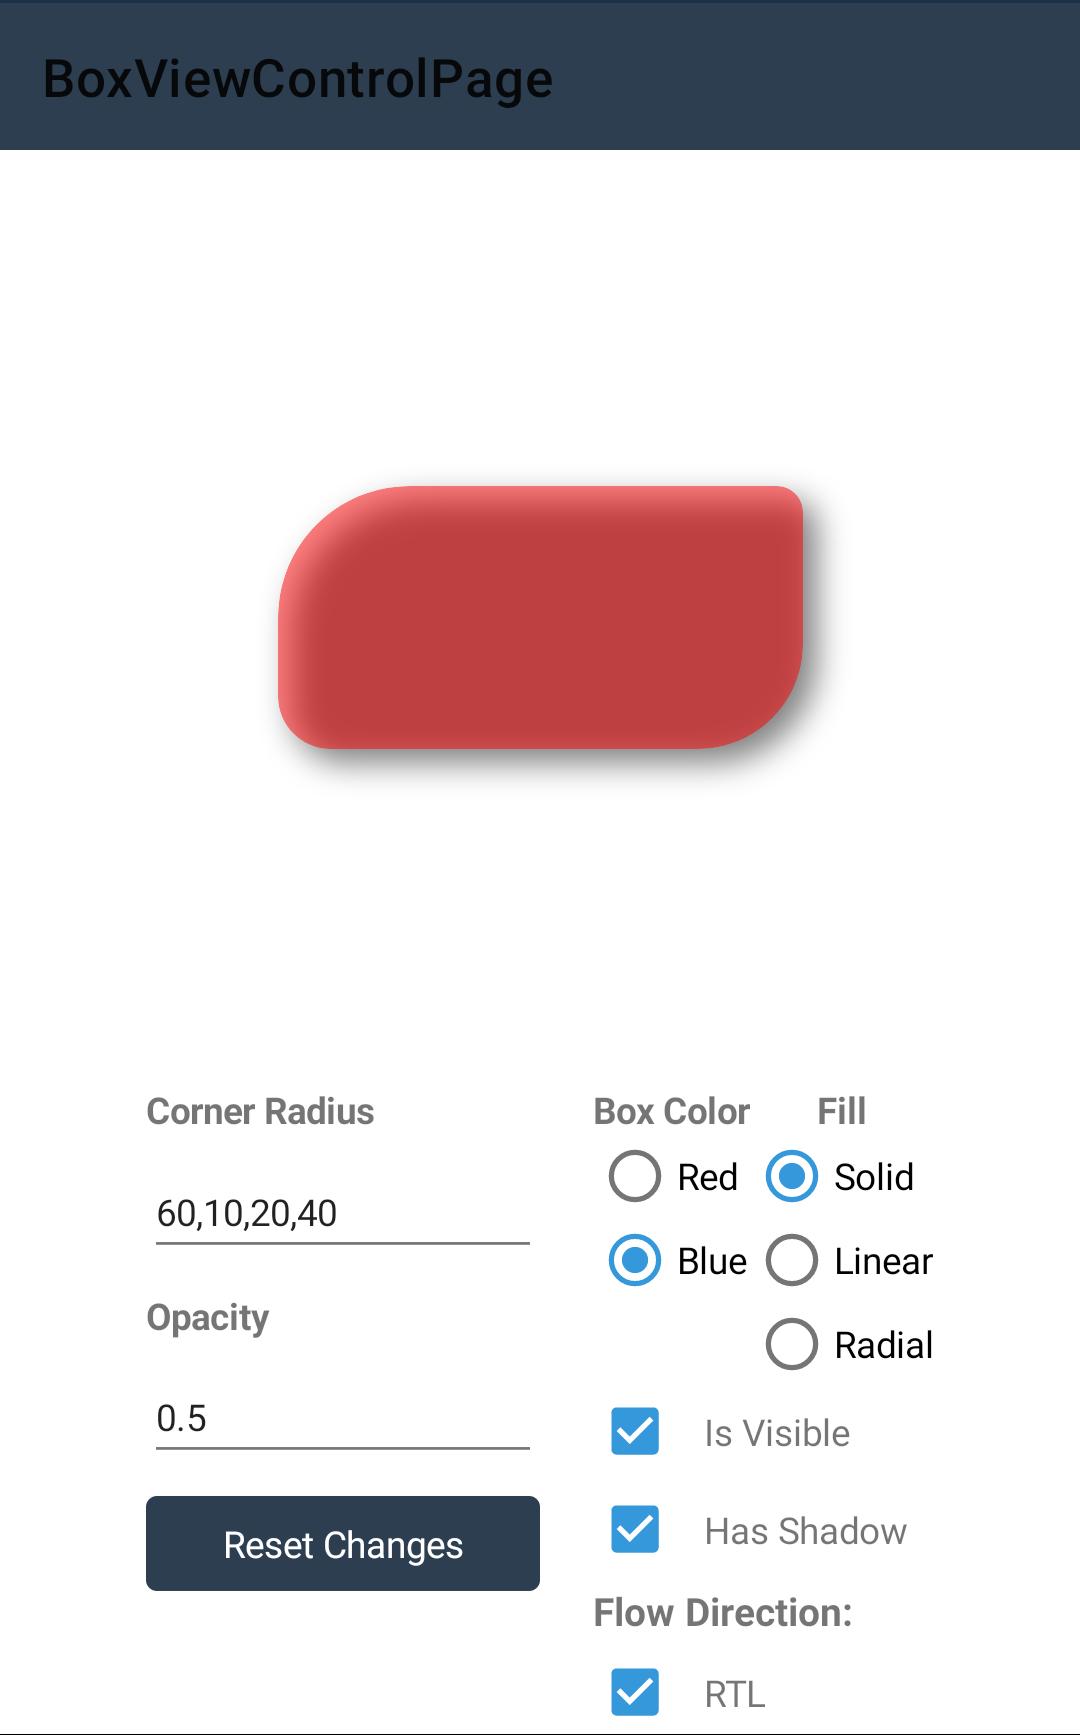 BoxViewControlPage
Corner Radius
60,10,20,40
Opacity
0.5
Reset Changes
Box Color
Red
Blue
Fill
Solid
Linear
Radial
Is Visible
Has Shadow
Flow Direction:
RTL